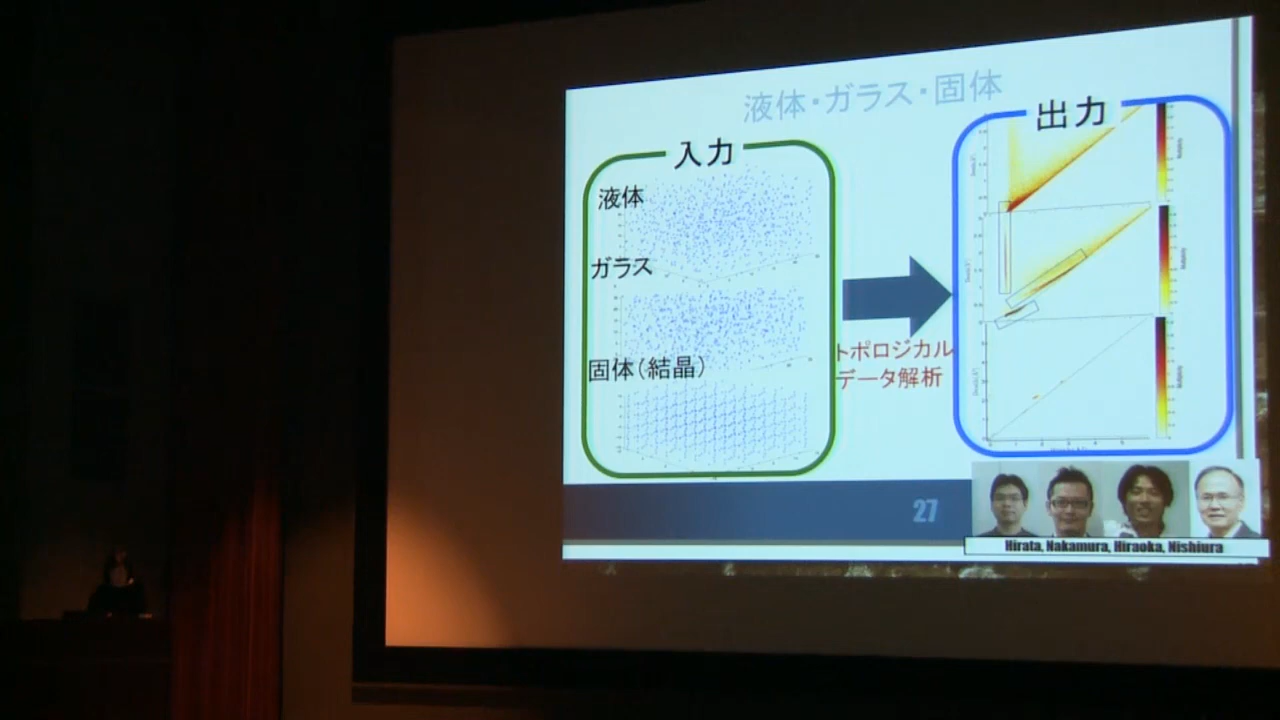 液体・ガラス・固体
入力
液体
ガラス
固体(結晶)
トポロジカル
データ解析
出力
27
Hirata, Nakamura, Hiraoka, Nishiura